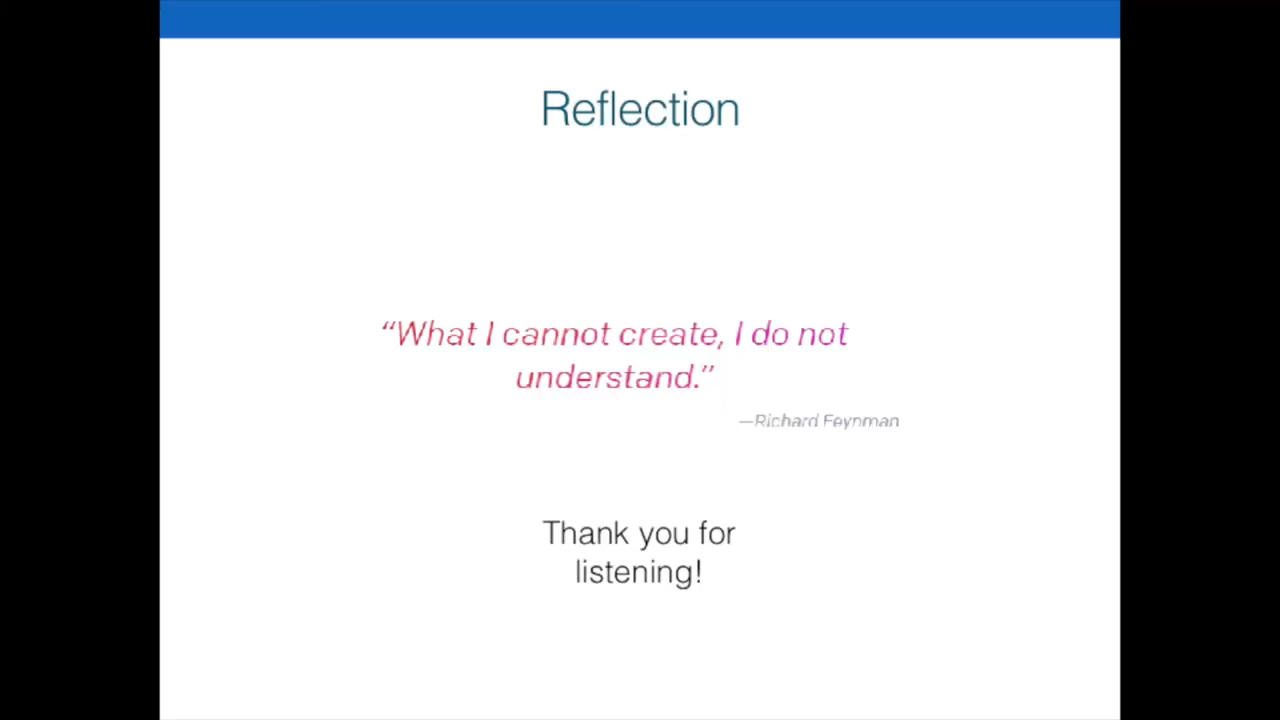 Reflection
“What I cannot create, I do not
understand.”
—Richard Feynman
Thank you for
listening!